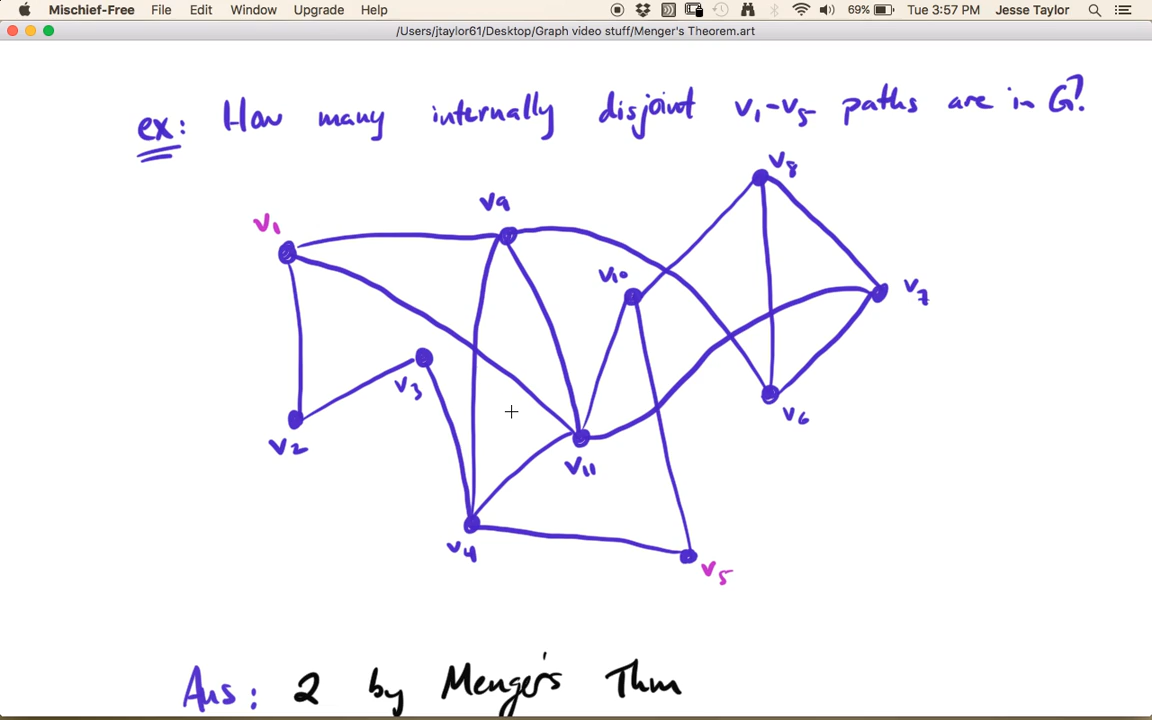 Mischief-Free File Edit Window Upgrade Help 69% Tue 3:57 PM Jesse Taylor
/Users/jtaylor61/Desktop/Graph video stuff/Menger's Theorem.art
ex: How many internally disjoint v₁-v₅ paths are in G?
v₈
v₉
v₁
v₁₀
v₇
v₃
v₆
v₂
v₁₁
v₄
v₅
Ans: 2 by Menger's Thm